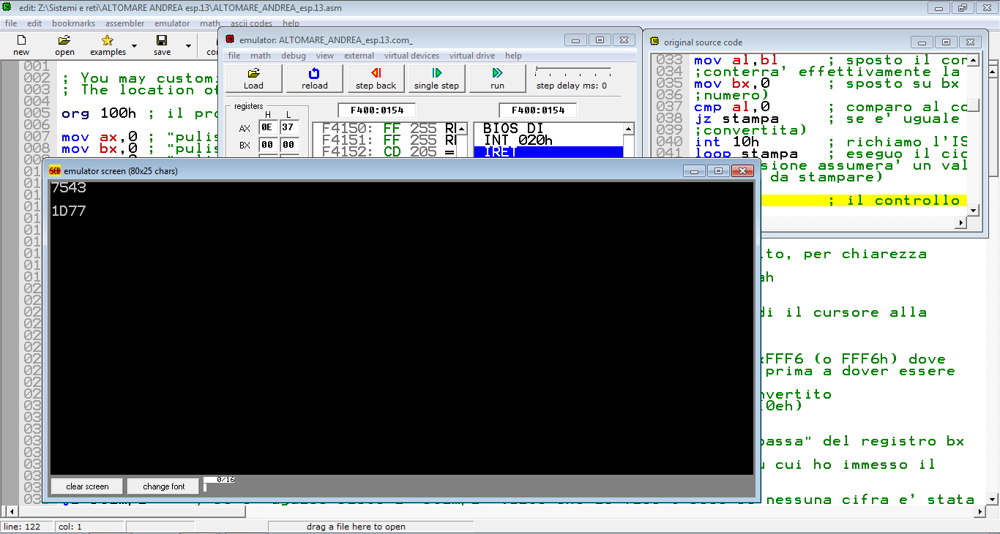 edit: Z:\Sistemi e reti\ALTOMARE ANDREA esp.13\ALTOMARE_ANDREA_esp.13.asm
file edit bookmarks assembler emulator math ascii codes help
new open examples save
001
002 ; You may customi
003 ; The location of
004
005 org 100h ; il pro
006
007 mov ax,0 ; "pulis
008 mov bx,0 ; "pulis
emulator: ALTOMARE_ANDREA_esp.13.com_
file math debug view external virtual devices virtual drive help
Load reload step back single step run step delay ms: 0
registers F400:0154 F400:0154
H L
AX 0E 37
BX 00 00
F4150: FF 255
F4151: FF 255
F4152: CD 205 =
BIOS DI
INT 020h
IRET
original source code
033 mov al,bl ; sposto il con
034 ;conterra' effettivamente la
035 mov bx,0 ; sposto su bx
036 ;numero)
037 cmp al,0 ; comparo al co
038 jz stampa ; se e' uguale
039 ;convertita)
040 int 10h ; richiamo l'IS
041 loop stampa ; eseguo il cic
sione assumera' un val
da stampare)
; il controllo
emulator screen (80x25 chars)
7543
1D77
clear screen change font 0/16
ito, per chiarezza
di il cursore alla
xFFF6 (o FFF6h) dove
prima a dover essere
nvertito
(0eh)
bassa" del registro bx
u cui ho immesso il
nessuna cifra e' stata
line: 122 col: 1 drag a file here to open